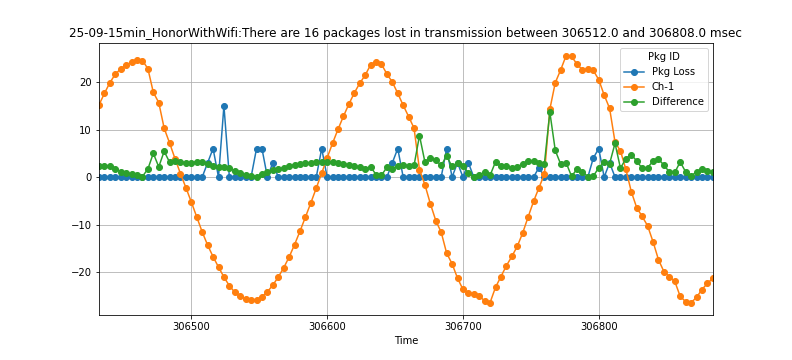 25-09-15min_HonorWithWifi:There are 16 packages lost in transmission between 306512.0 and 306808.0 msec
Pkg ID
Pkg Loss
Ch-1
Difference
20
10
0
−10
−20
306500
306600
306700
306800
Time